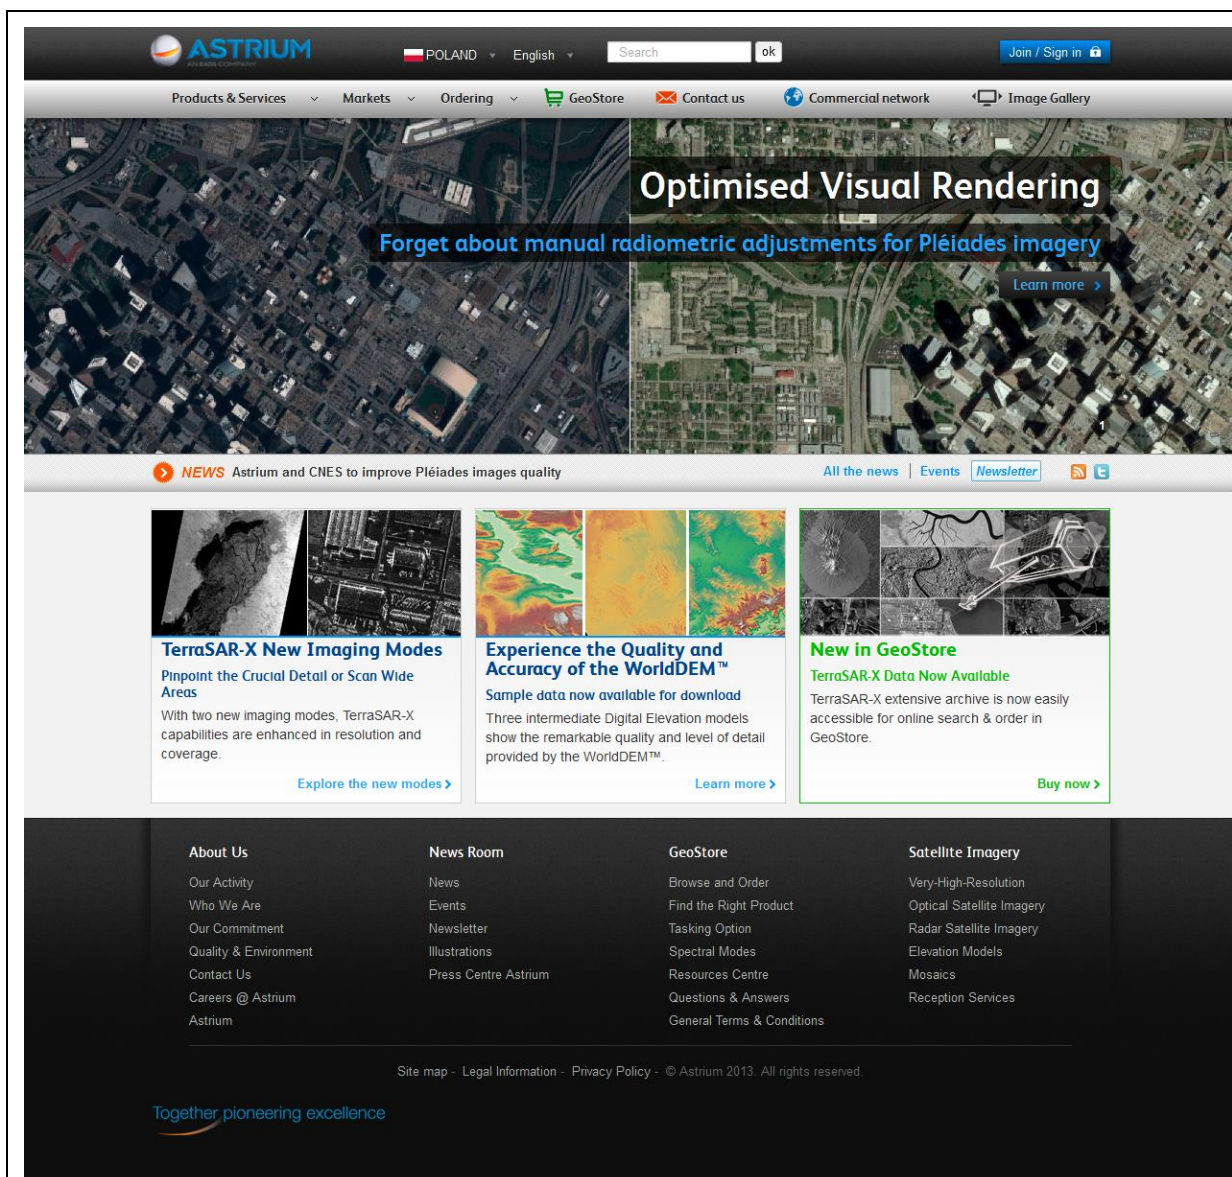 ASTRIUM
AN EADS COMPANY
POLAND
English
Search
ok
Join / Sign in
Products & Services
Markets
Ordering
GeoStore
Contact us
Commercial network
Image Gallery
Optimised Visual Rendering
Forget about manual radiometric adjustments for Pléiades imagery
Learn more
1
NEWS Astrium and CNES to improve Pléiades images quality
All the news | Events
Newsletter
TerraSAR-X New Imaging Modes
Pinpoint the Crucial Detail or Scan Wide
Areas
With two new imaging modes, TerraSAR-X
capabilities are enhanced in resolution and
coverage.
Explore the new modes
Experience the Quality and
Accuracy of the WorldDEM™
Sample data now available for download
Three intermediate Digital Elevation models
show the remarkable quality and level of detail
provided by the WorldDEM™.
Learn more
New in GeoStore
TerraSAR-X Data Now Available
TerraSAR-X extensive archive is now easily
accessible for online search & order in
GeoStore.
Buy now
About Us
Our Activity
Who We Are
Our Commitment
Quality & Environment
Contact Us
Careers @ Astrium
Astrium
News Room
News
Events
Newsletter
Illustrations
Press Centre Astrium
GeoStore
Browse and Order
Find the Right Product
Tasking Option
Spectral Modes
Resources Centre
Questions & Answers
General Terms & Conditions
Satellite Imagery
Very-High-Resolution
Optical Satellite Imagery
Radar Satellite Imagery
Elevation Models
Mosaics
Reception Services
Site map - Legal Information - Privacy Policy - © Astrium 2013. All rights reserved.
Together pioneering excellence